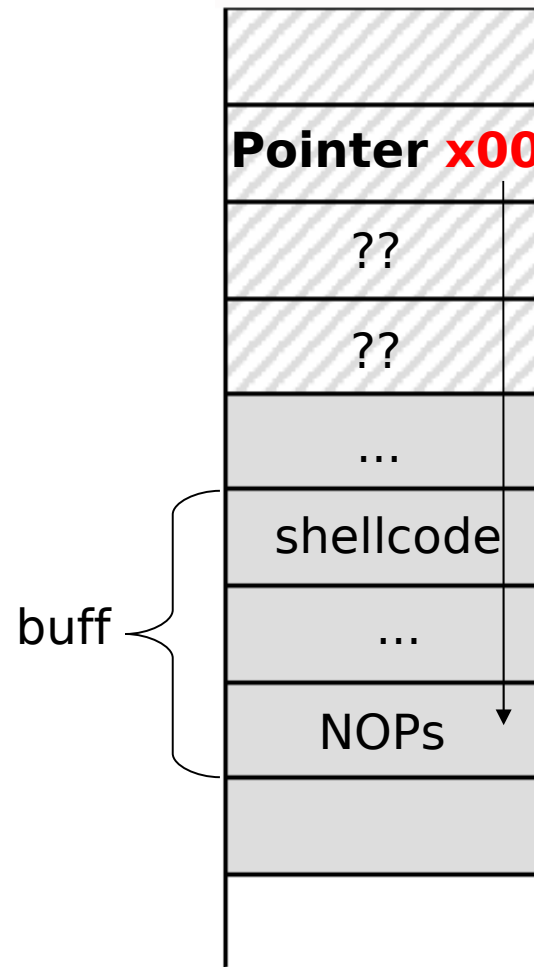 Pointer x00
??
??
...
shellcode
buff
...
NOPs